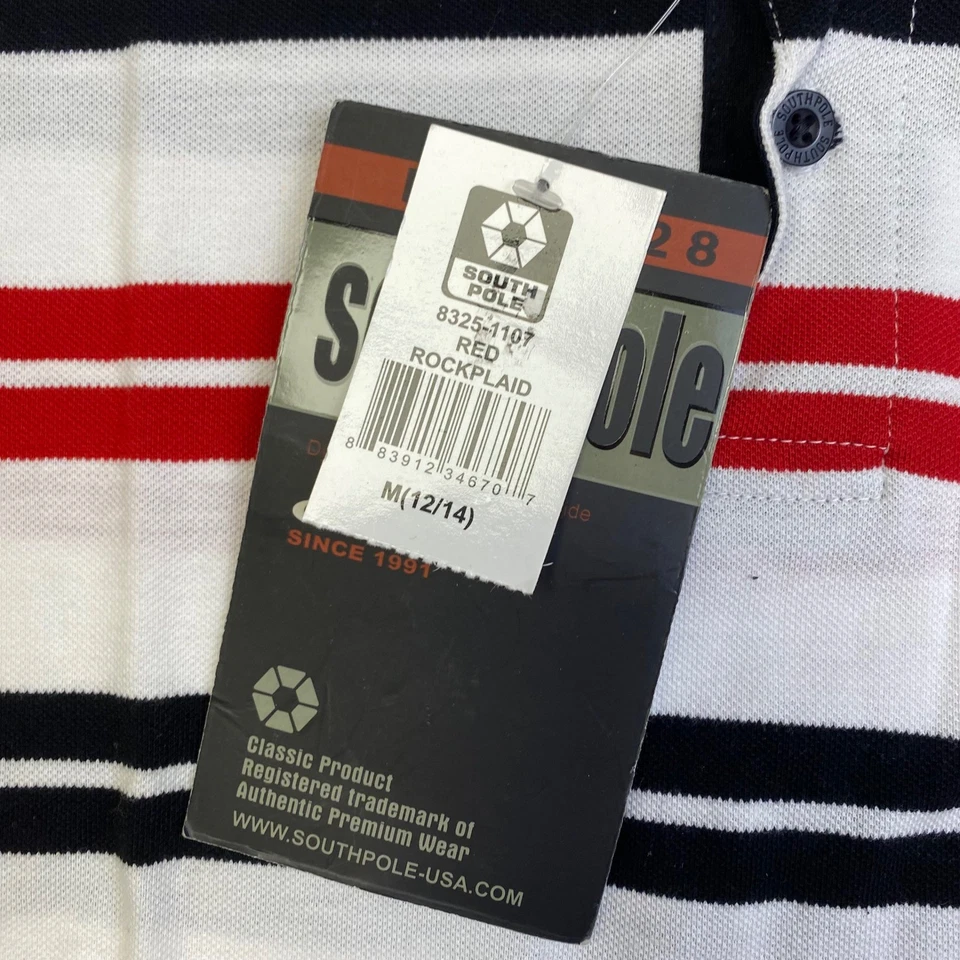 SOUTHPOLE SOUTHPOLE
28
SOUTH
POLE
8325-1107
RED
ROCKPLAID
8 83912 34670 7
M(12/14)
SINCE 1991
Classic Product
Registered trademark of
Authentic Premium Wear
WWW.SOUTHPOLE-USA.COM